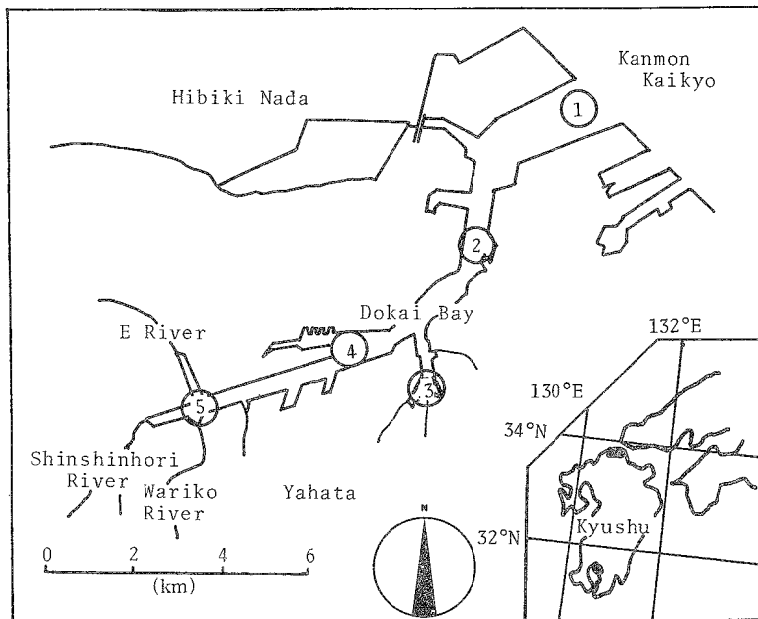 Kanmon
Kaikyo
Hibiki Nada
1
2
Dokai Bay
E River
4
3
5
Shinshinhori
River
Wariko
River
Yahata
0 2 4 6
(km)
N
132°E
130°E
34°N
32°N
Kyushu